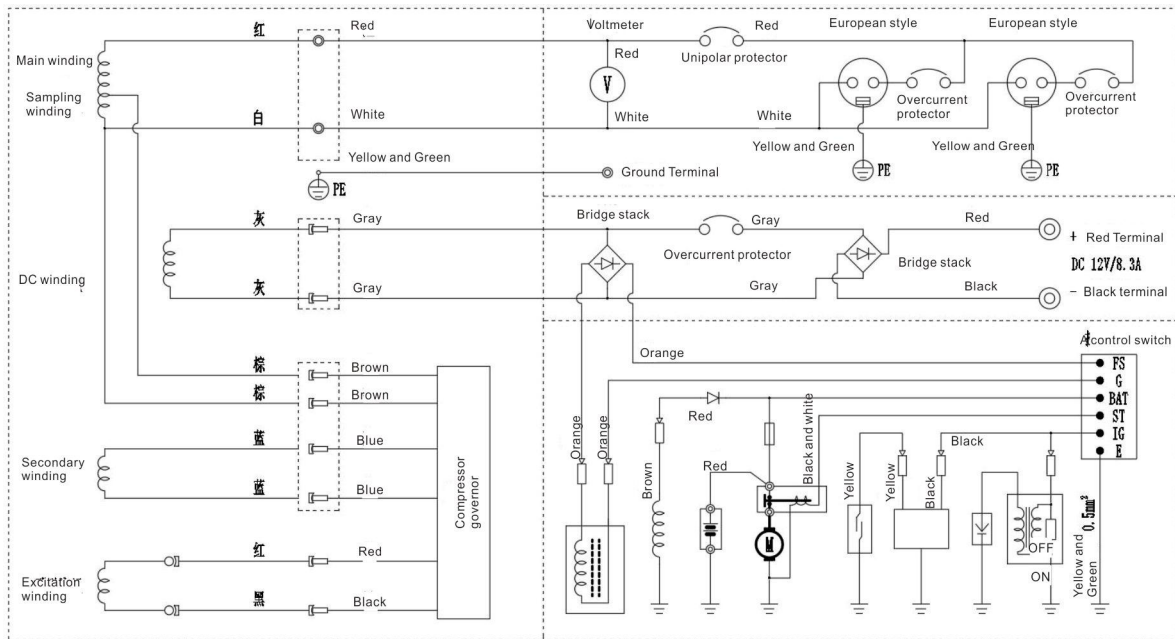 红
Red
Voltmeter
Red
European style
European style
Main winding
Red
Unipolar protector
V
Sampling
winding
Overcurrent
protector
Overcurrent
protector
白
White
White
White
Yellow and Green
Yellow and Green
Yellow and Green
PE
Ground Terminal
PE
PE
灰
Gray
Bridge stack
Gray
Red
+ Red Terminal
Overcurrent protector
Bridge stack
DC 12V/8.3A
DC winding
灰
Gray
Gray
Black
- Black terminal
Orange
control switch
FS
G
BAT
ST
IG
E
棕
Brown
棕
Brown
Red
Black and white
Orange
Orange
Black
蓝
Blue
Secondary
winding
蓝
Blue
Compressor
governor
Brown
Red
Yellow
Yellow
Black
Yellow and
Green
0.5mm²
M
OFF
ON
红
Red
Excitation
winding
黑
Black